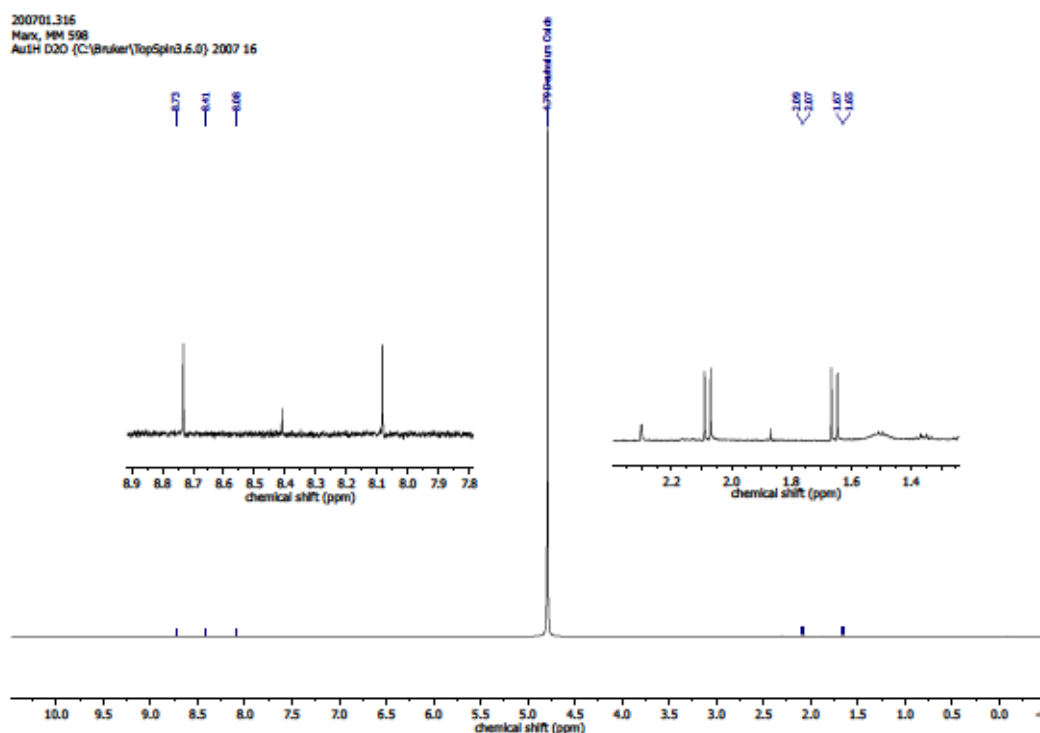 200701.316
Marx, MM 598
Au1H D2O {C:\Bruker\TopSpin3.6.0} 2007 16
8.73
8.41
8.08
4.79 Deuterium Oxide
2.09
2.07
1.67
1.65
8.9 8.8 8.7 8.6 8.5 8.4 8.3 8.2 8.1 8.0 7.9 7.8
chemical shift (ppm)
2.2 2.0 1.8 1.6 1.4
chemical shift (ppm)
10.0 9.5 9.0 8.5 8.0 7.5 7.0 6.5 6.0 5.5 5.0 4.5 4.0 3.5 3.0 2.5 2.0 1.5 1.0 0.5 0.0
chemical shift (ppm)